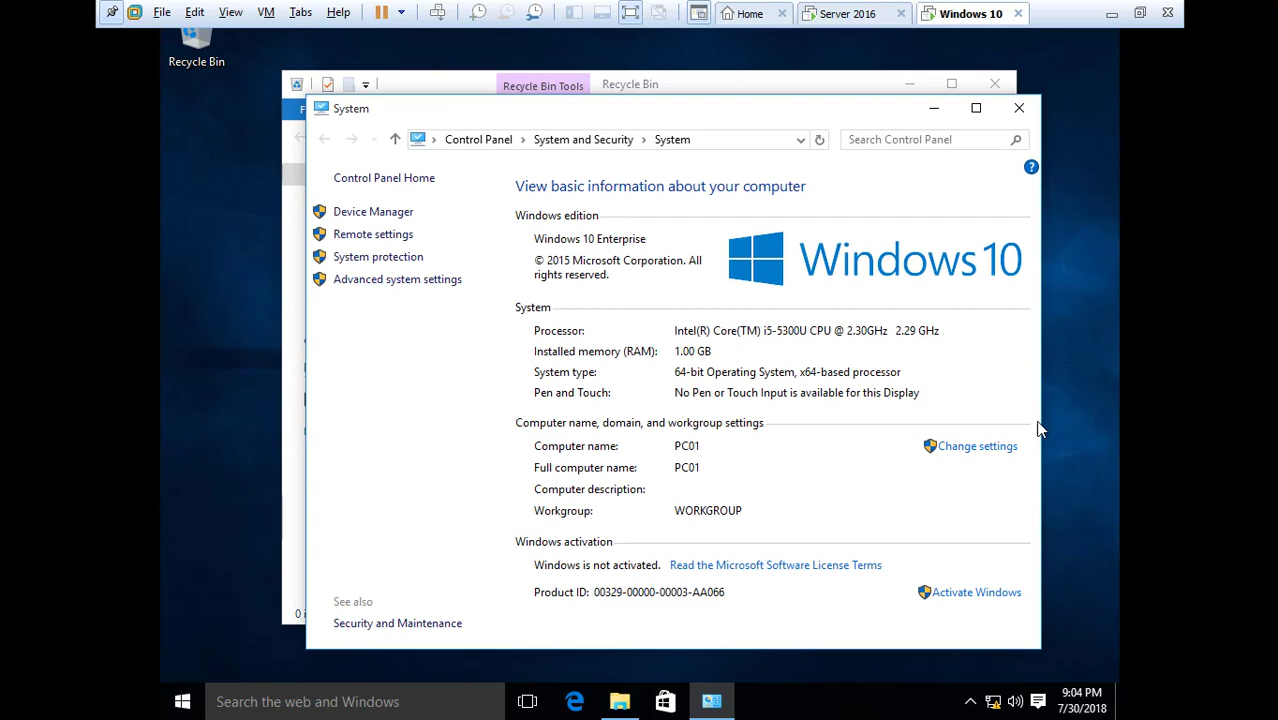 File Edit View VM Tabs Help Home Server 2016 Windows 10
Recycle Bin
Recycle Bin Tools Recycle Bin
System
Control Panel System and Security System Search Control Panel
Control Panel Home
Device Manager
Remote settings
System protection
Advanced system settings
View basic information about your computer
Windows edition
Windows 10 Enterprise
© 2015 Microsoft Corporation. All
rights reserved.
Windows 10
System
Processor: Intel(R) Core(TM) i5-5300U CPU @ 2.30GHz 2.29 GHz
Installed memory (RAM): 1.00 GB
System type: 64-bit Operating System, x64-based processor
Pen and Touch: No Pen or Touch Input is available for this Display
Computer name, domain, and workgroup settings
Computer name: PC01 Change settings
Full computer name: PC01
Computer description:
Workgroup: WORKGROUP
Windows activation
Windows is not activated. Read the Microsoft Software License Terms
Product ID: 00329-00000-00003-AA066 Activate Windows
See also
Security and Maintenance
0 i
Search the web and Windows
9:04 PM
7/30/2018